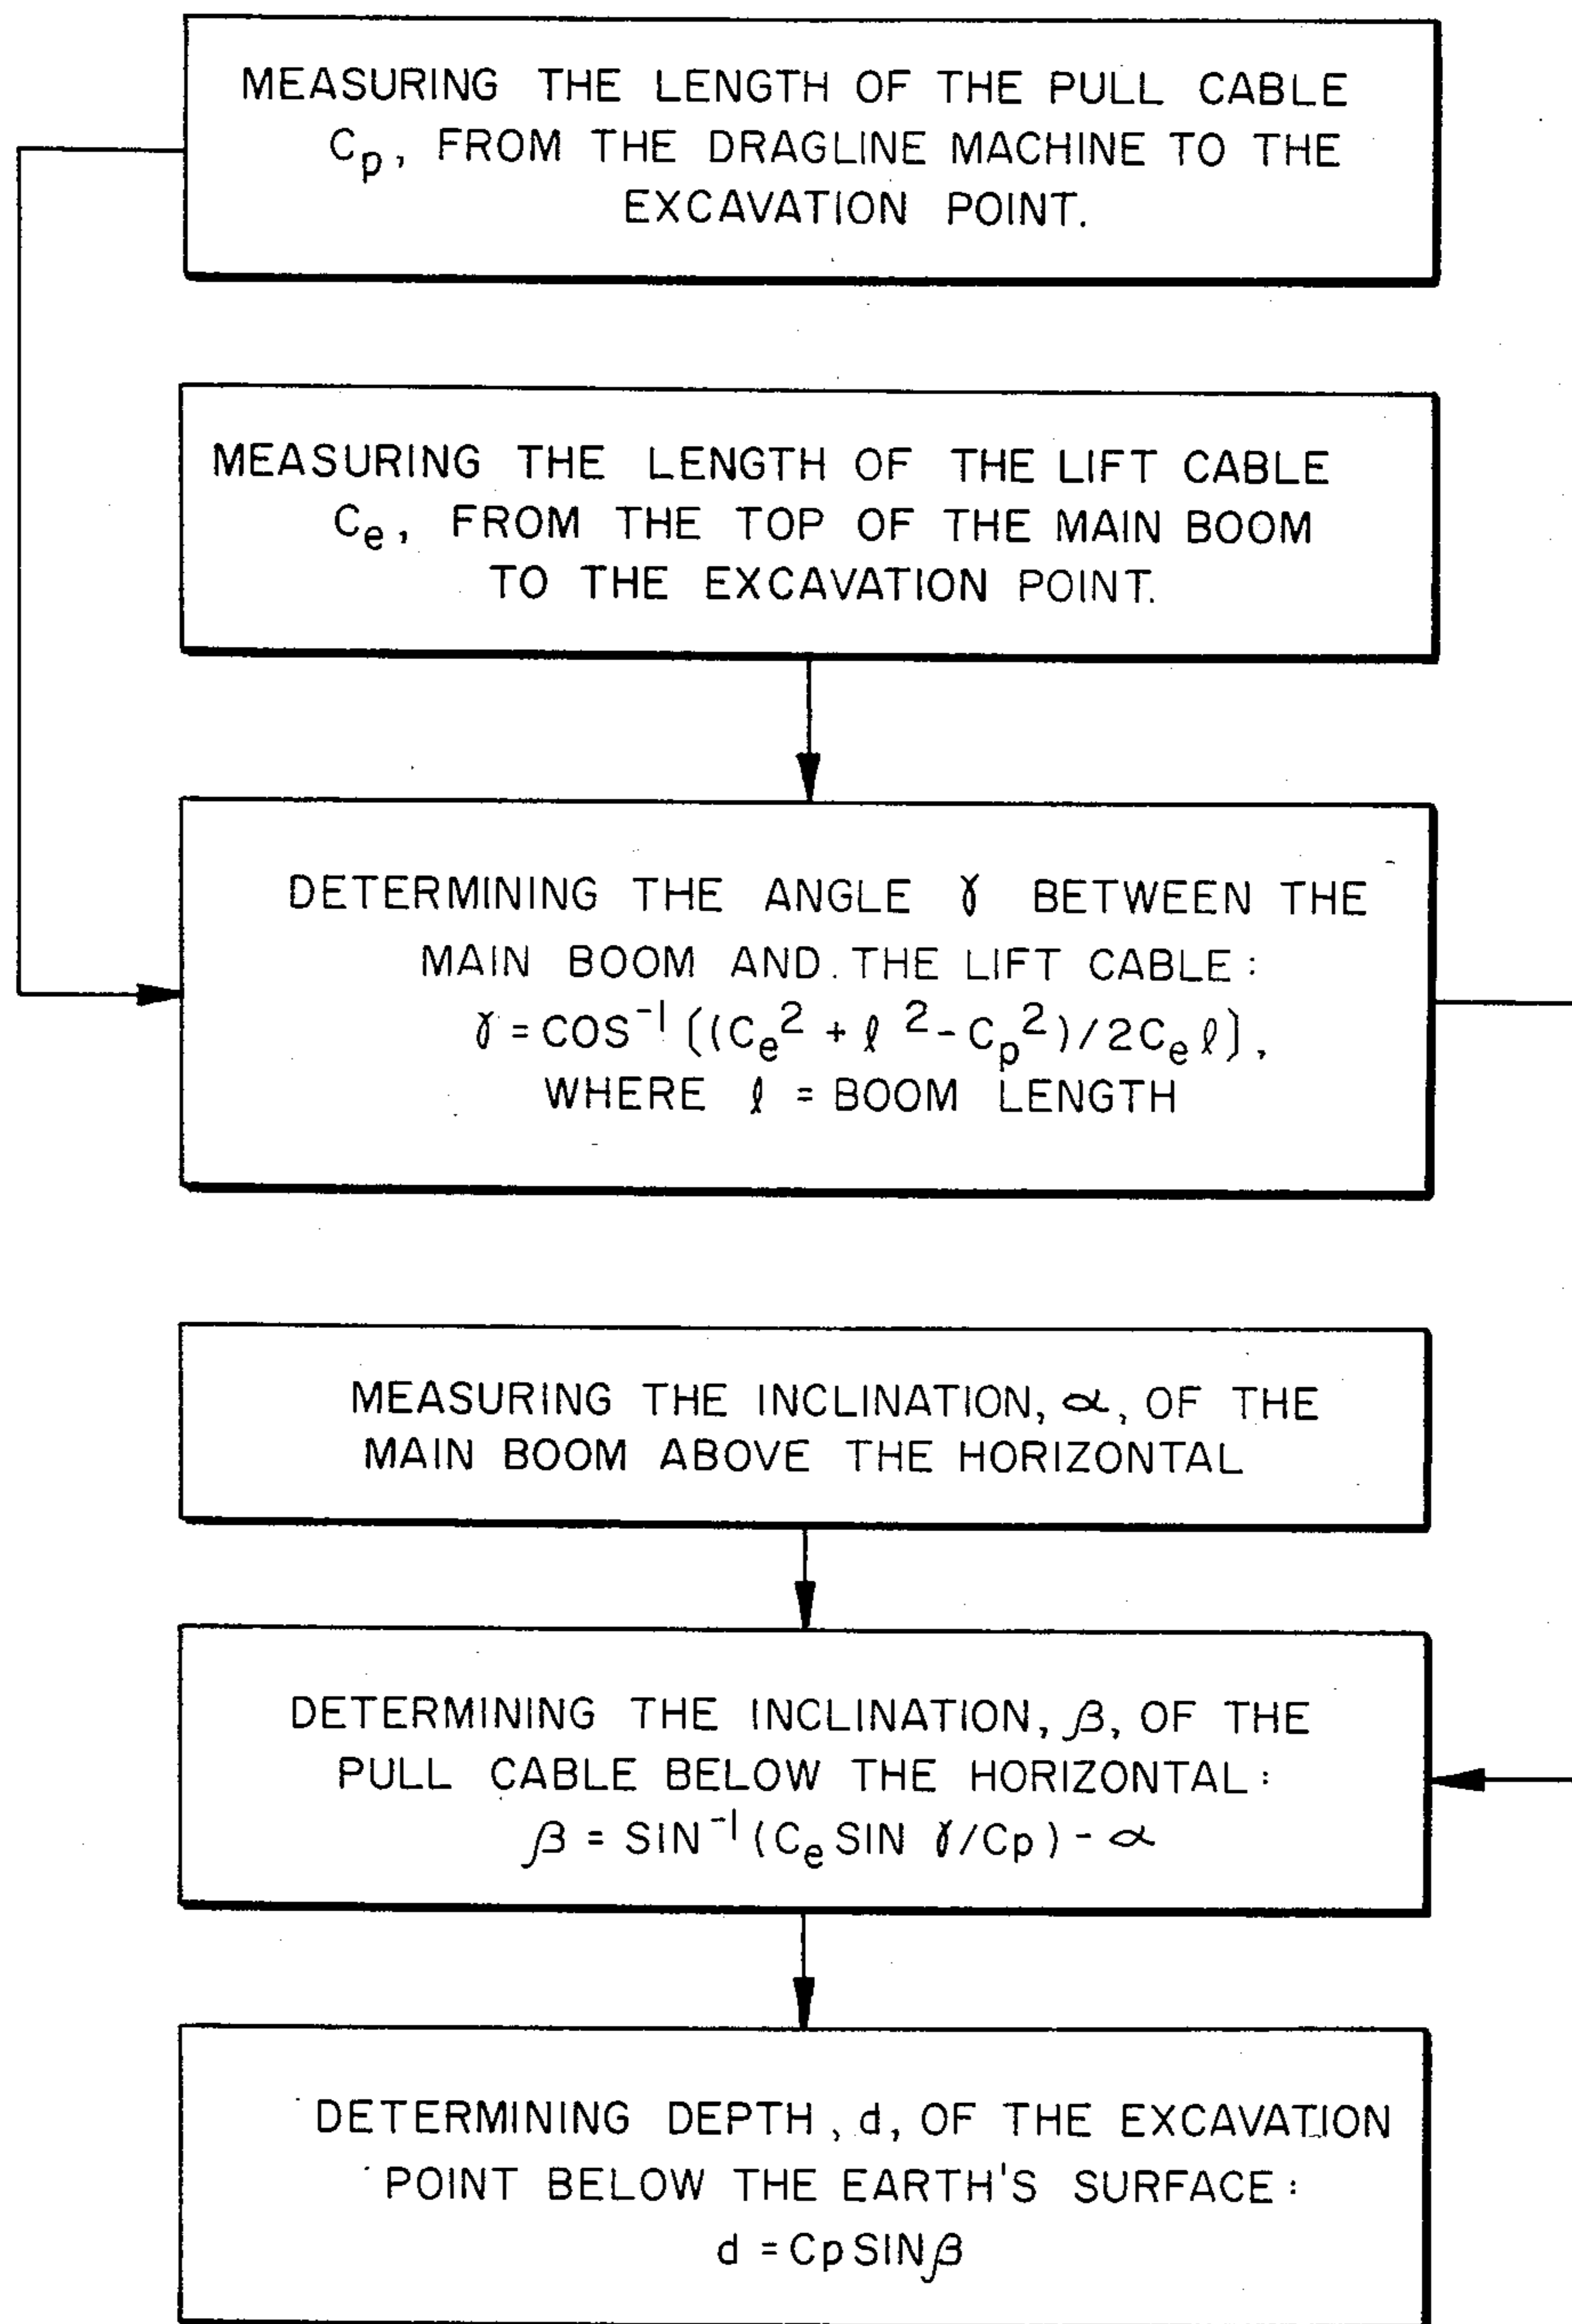 MEASURING THE LENGTH OF THE PULL CABLE
Cp, FROM THE DRAGLINE MACHINE TO THE
EXCAVATION POINT.
MEASURING THE LENGTH OF THE LIFT CABLE
Ce, FROM THE TOP OF THE MAIN BOOM
TO THE EXCAVATION POINT.
DETERMINING THE ANGLE γ BETWEEN THE
MAIN BOOM AND THE LIFT CABLE:
γ = COS⁻¹ ((Ce² + ℓ² - Cp²)/2Ceℓ),
WHERE ℓ = BOOM LENGTH
MEASURING THE INCLINATION, α, OF THE
MAIN BOOM ABOVE THE HORIZONTAL
DETERMINING THE INCLINATION, β, OF THE
PULL CABLE BELOW THE HORIZONTAL:
β = SIN⁻¹ (Ce SIN γ/Cp) - α
DETERMINING DEPTH, d, OF THE EXCAVATION
POINT BELOW THE EARTH'S SURFACE:
d = Cp SINβ